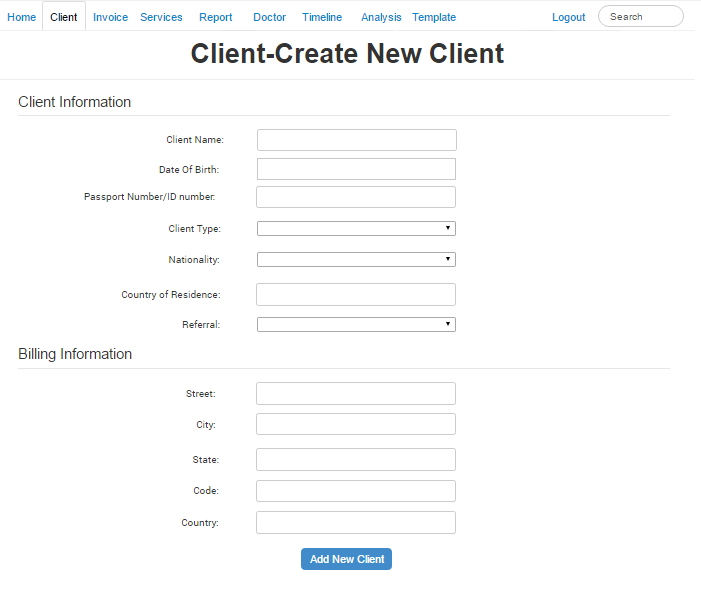 Home Client Invoice Services Report Doctor Timeline Analysis Template Logout Search
Client-Create New Client
Client Information
Client Name:
Date Of Birth:
Passport Number/ID number:
Client Type:
Nationality:
Country of Residence:
Referral:
Billing Information
Street:
City:
State:
Code:
Country:
Add New Client